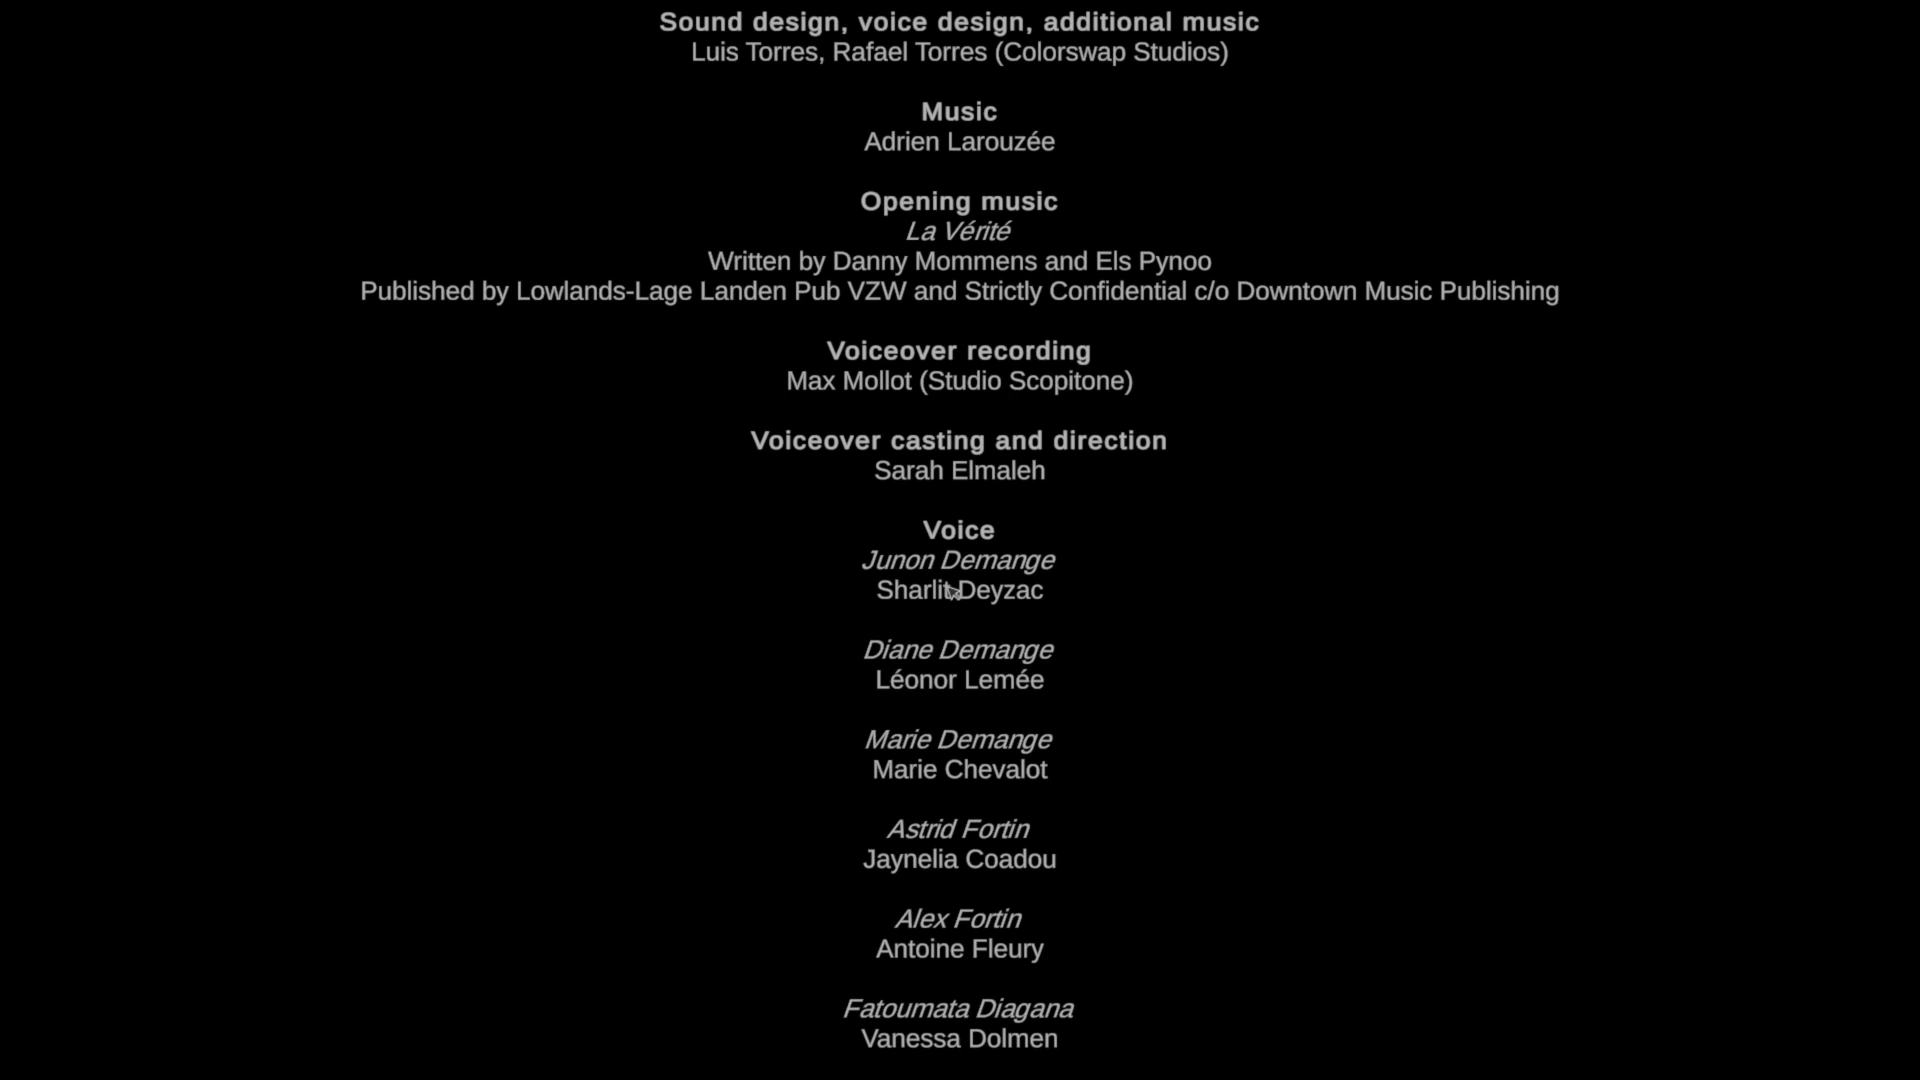 Sound design, voice design, additional music
Luis Torres, Rafael Torres (Colorswap Studios)
Music
Adrien Larouzée
Opening music
La Vérité
Written by Danny Mommens and Els Pynoo
Published by Lowlands-Lage Landen Pub VZW and Strictly Confidential c/o Downtown Music Publishing
Voiceover recording
Max Mollot (Studio Scopitone)
Voiceover casting and direction
Sarah Elmaleh
Voice
Junon Demange
Sharlit Deyzac
Diane Demange
Léonor Lemée
Marie Demange
Marie Chevalot
Astrid Fortin
Jaynelia Coadou
Alex Fortin
Antoine Fleury
Fatoumata Diagana
Vanessa Dolmen